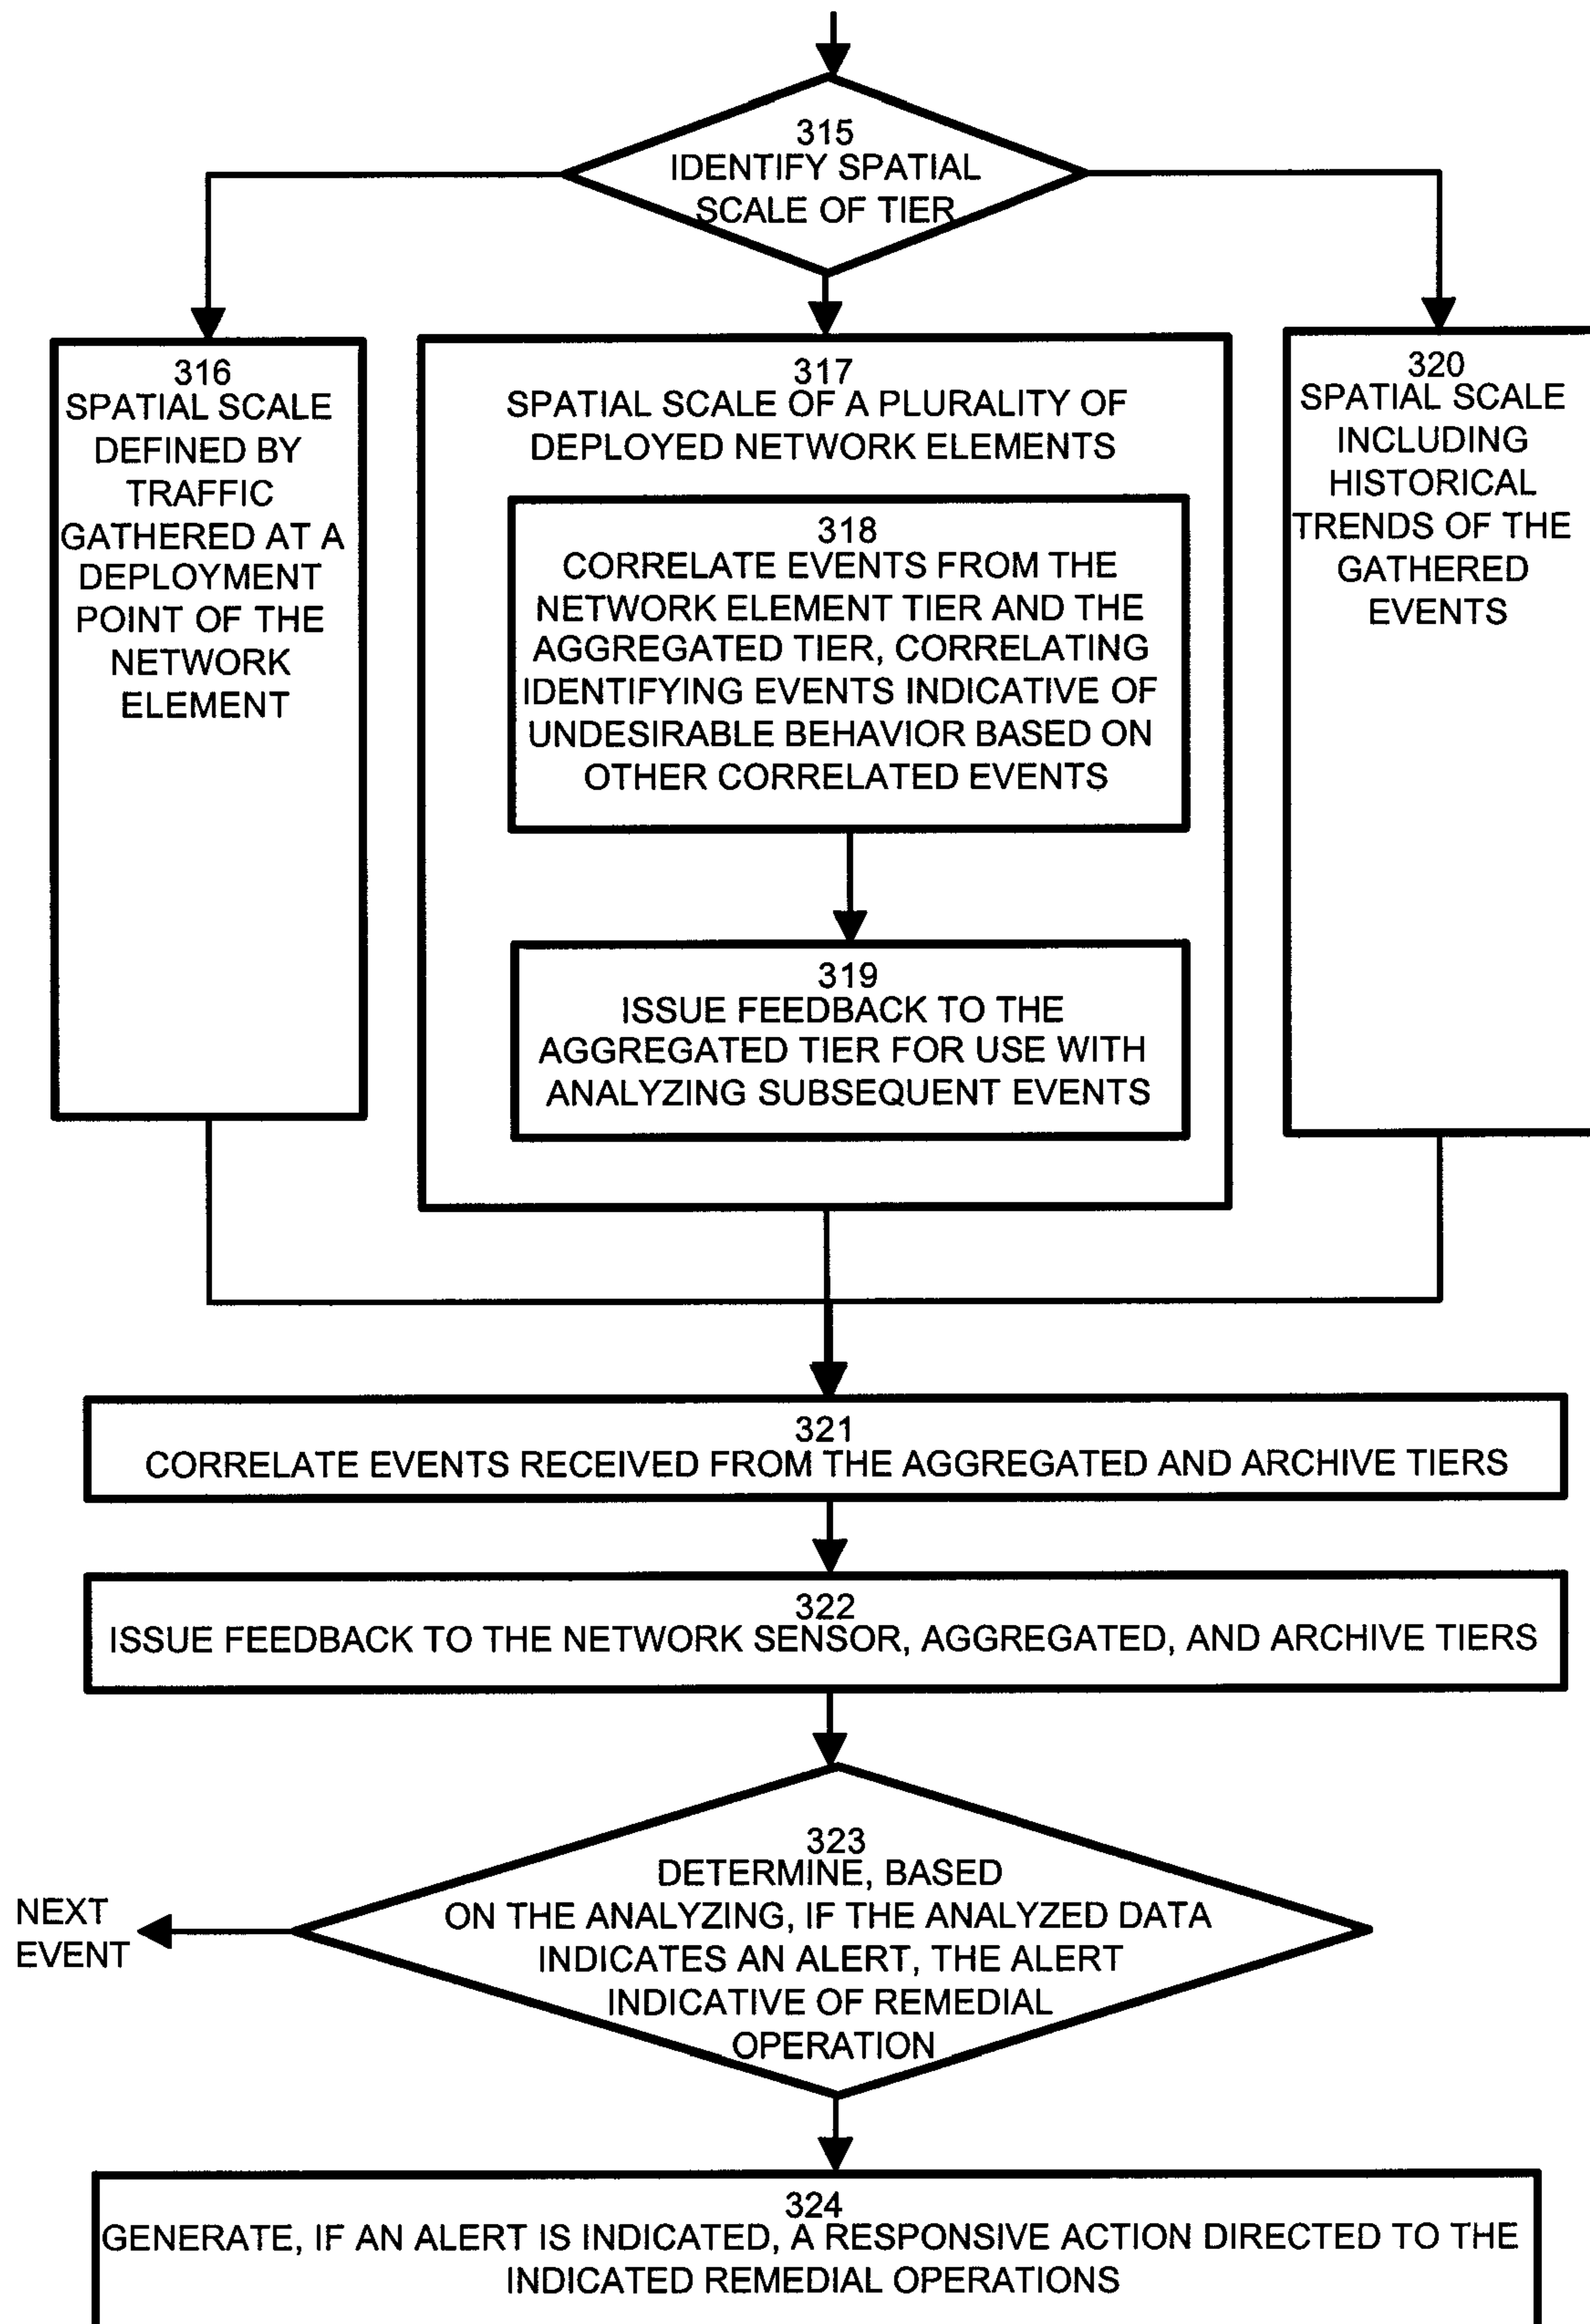 315
IDENTIFY SPATIAL
SCALE OF TIER
316
SPATIAL SCALE
DEFINED BY
TRAFFIC
GATHERED AT A
DEPLOYMENT
POINT OF THE
NETWORK
ELEMENT
317
SPATIAL SCALE OF A PLURALITY OF
DEPLOYED NETWORK ELEMENTS
318
CORRELATE EVENTS FROM THE
NETWORK ELEMENT TIER AND THE
AGGREGATED TIER, CORRELATING
IDENTIFYING EVENTS INDICATIVE OF
UNDESIRABLE BEHAVIOR BASED ON
OTHER CORRELATED EVENTS
319
ISSUE FEEDBACK TO THE
AGGREGATED TIER FOR USE WITH
ANALYZING SUBSEQUENT EVENTS
320
SPATIAL SCALE
INCLUDING
HISTORICAL
TRENDS OF THE
GATHERED
EVENTS
321
CORRELATE EVENTS RECEIVED FROM THE AGGREGATED AND ARCHIVE TIERS
322
ISSUE FEEDBACK TO THE NETWORK SENSOR, AGGREGATED, AND ARCHIVE TIERS
323
DETERMINE, BASED
ON THE ANALYZING, IF THE ANALYZED DATA
INDICATES AN ALERT, THE ALERT
INDICATIVE OF REMEDIAL
OPERATION
NEXT
EVENT
324
GENERATE, IF AN ALERT IS INDICATED, A RESPONSIVE ACTION DIRECTED TO THE
INDICATED REMEDIAL OPERATIONS